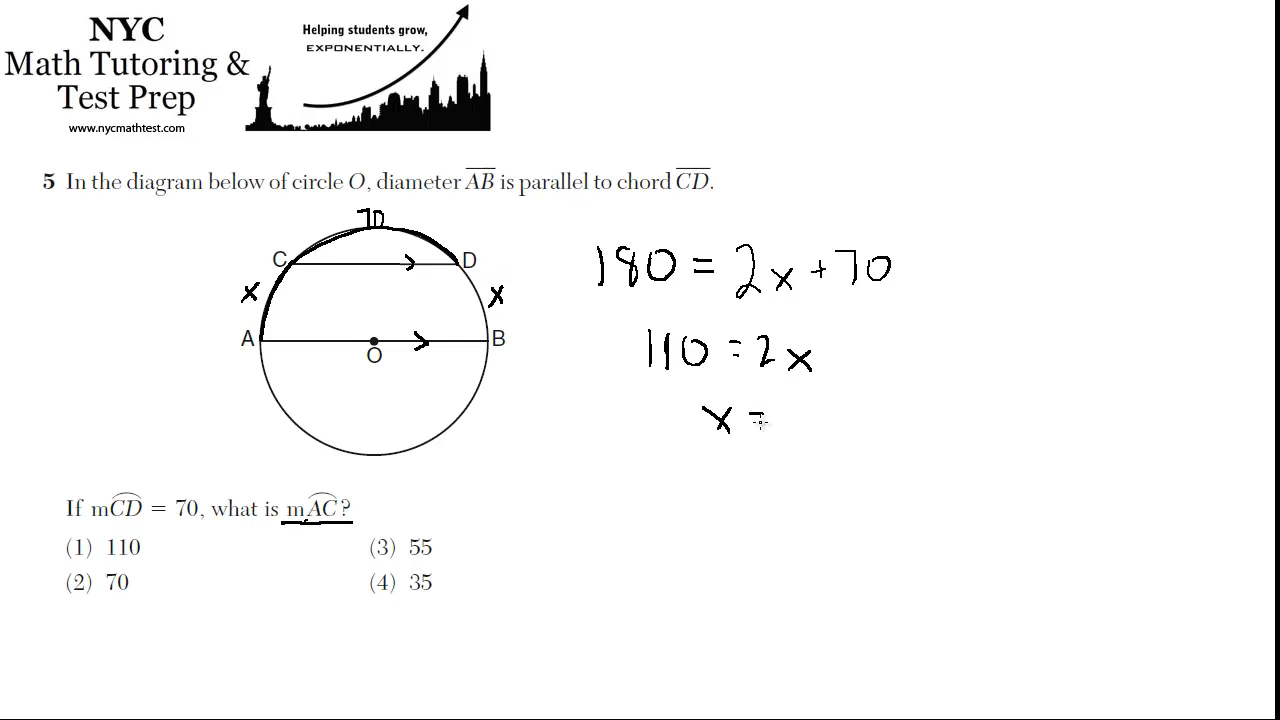 NYC
Math Tutoring &
Test Prep
www.nycmathtest.com
Helping students grow,
EXPONENTIALLY.
5 In the diagram below of circle O, diameter AB is parallel to chord CD.
70
C
D
x
x
A
B
O
180 = 2x + 70
110 = 2x
x =
If mCD = 70, what is mAC?
(1) 110
(2) 70
(3) 55
(4) 35